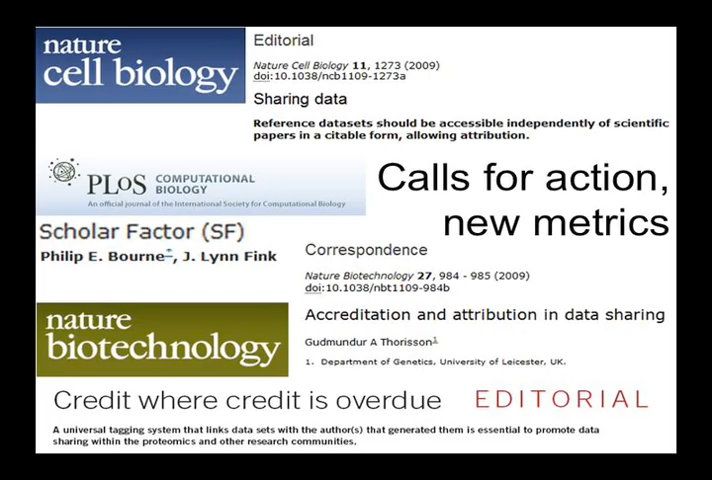 nature
cell biology
Editorial
Nature Cell Biology 11, 1273 (2009)
doi:10.1038/ncb1109-1273a
Sharing data
Reference datasets should be accessible independently of scientific
papers in a citable form, allowing attribution.
PLoS COMPUTATIONAL
BIOLOGY
An official journal of the International Society for Computational Biology
Calls for action,
new metrics
Scholar Factor (SF)
Philip E. Bourne*, J. Lynn Fink
Correspondence
Nature Biotechnology 27, 984 - 985 (2009)
doi:10.1038/nbt1109-984b
Accreditation and attribution in data sharing
Gudmundur A Thorisson1
1. Department of Genetics, University of Leicester, UK.
nature
biotechnology
Credit where credit is overdue
EDITORIAL
A universal tagging system that links data sets with the author(s) that generated them is essential to promote data
sharing within the proteomics and other research communities.